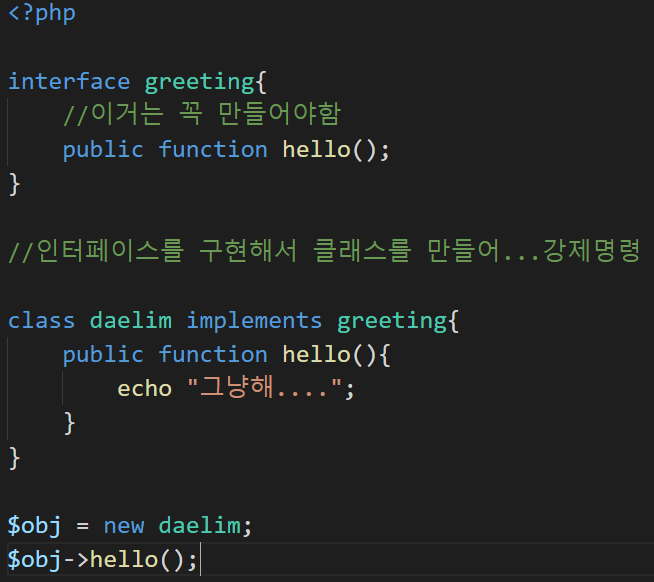 <?php
interface greeting{
//이거는 꼭 만들어야함
public function hello();
}
//인터페이스를 구현해서 클래스를 만들어...강제명령
class daelim implements greeting{
public function hello(){
echo "그냥해....";
}
}
$obj = new daelim;
$obj->hello();